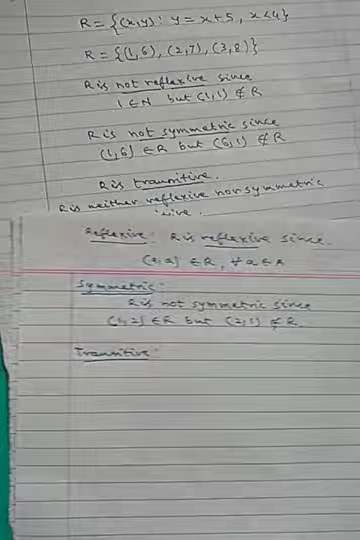 R = {(x,y): y = x+5, x<4}
R = {(1,6), (2,7), (3,8)}
R is not reflexive since
1 ∈ N but (1,1) ∉ R
R is not symmetric since
(1,6) ∈ R but (6,1) ∉ R
R is transitive.
R is neither reflexive nor symmetric
Reflexive: R is reflexive since
(a,a) ∈ R, ∀ a ∈ A
Symmetric:
R is not symmetric since
(1,2) ∈ R but (2,1) ∉ R
Transitive: